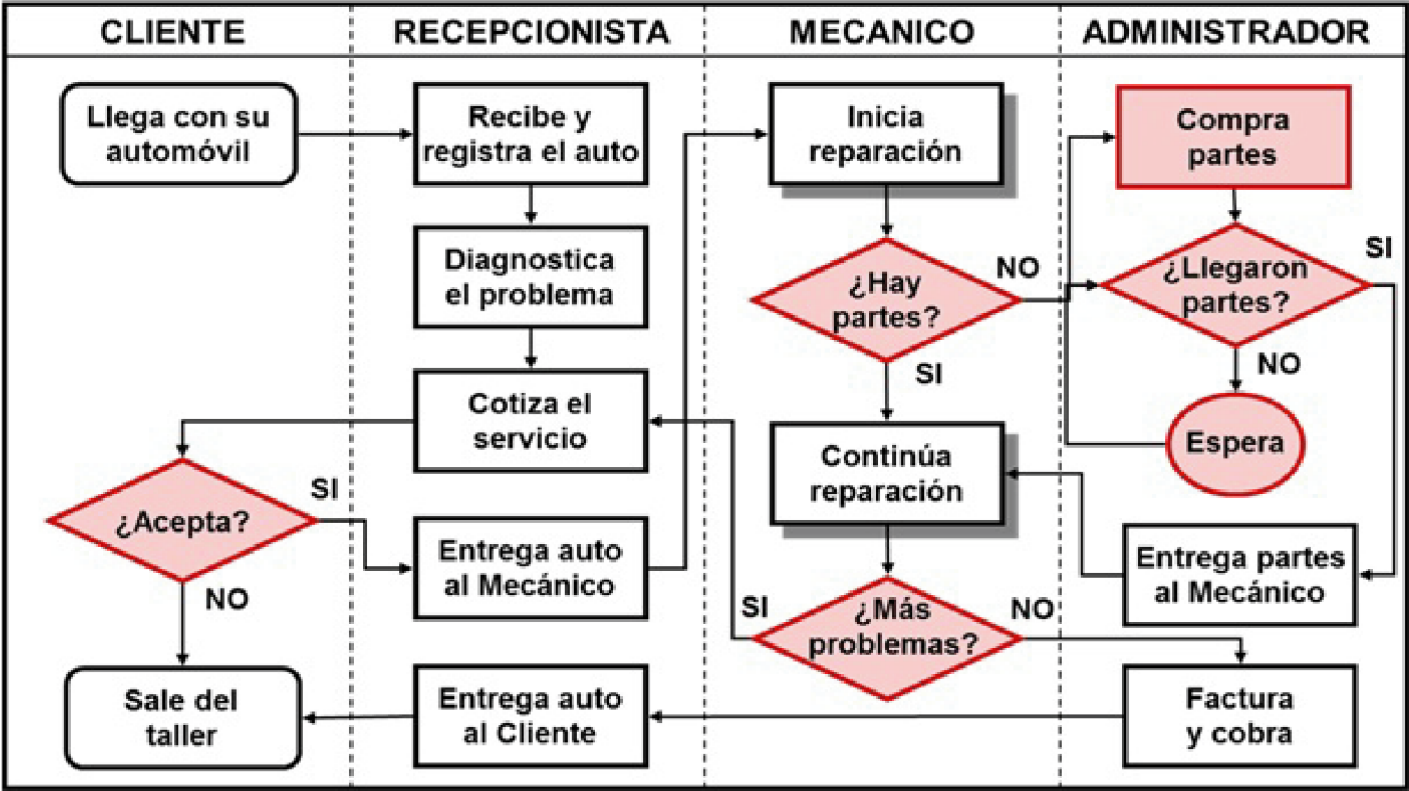 CLIENTE
RECEPCIONISTA
MECANICO
ADMINISTRADOR
Llega con su
automóvil
Recibe y
registra el auto
Inicia
reparación
Compra
partes
Diagnostica
el problema
¿Hay
partes?
NO
¿Llegaron
partes?
SI
SI
NO
Cotiza el
servicio
Continúa
reparación
Espera
¿Acepta?
SI
NO
Entrega auto
al Mecánico
Entrega partes
al Mecánico
¿Más
problemas?
SI
NO
Sale del
taller
Entrega auto
al Cliente
Factura
y cobra